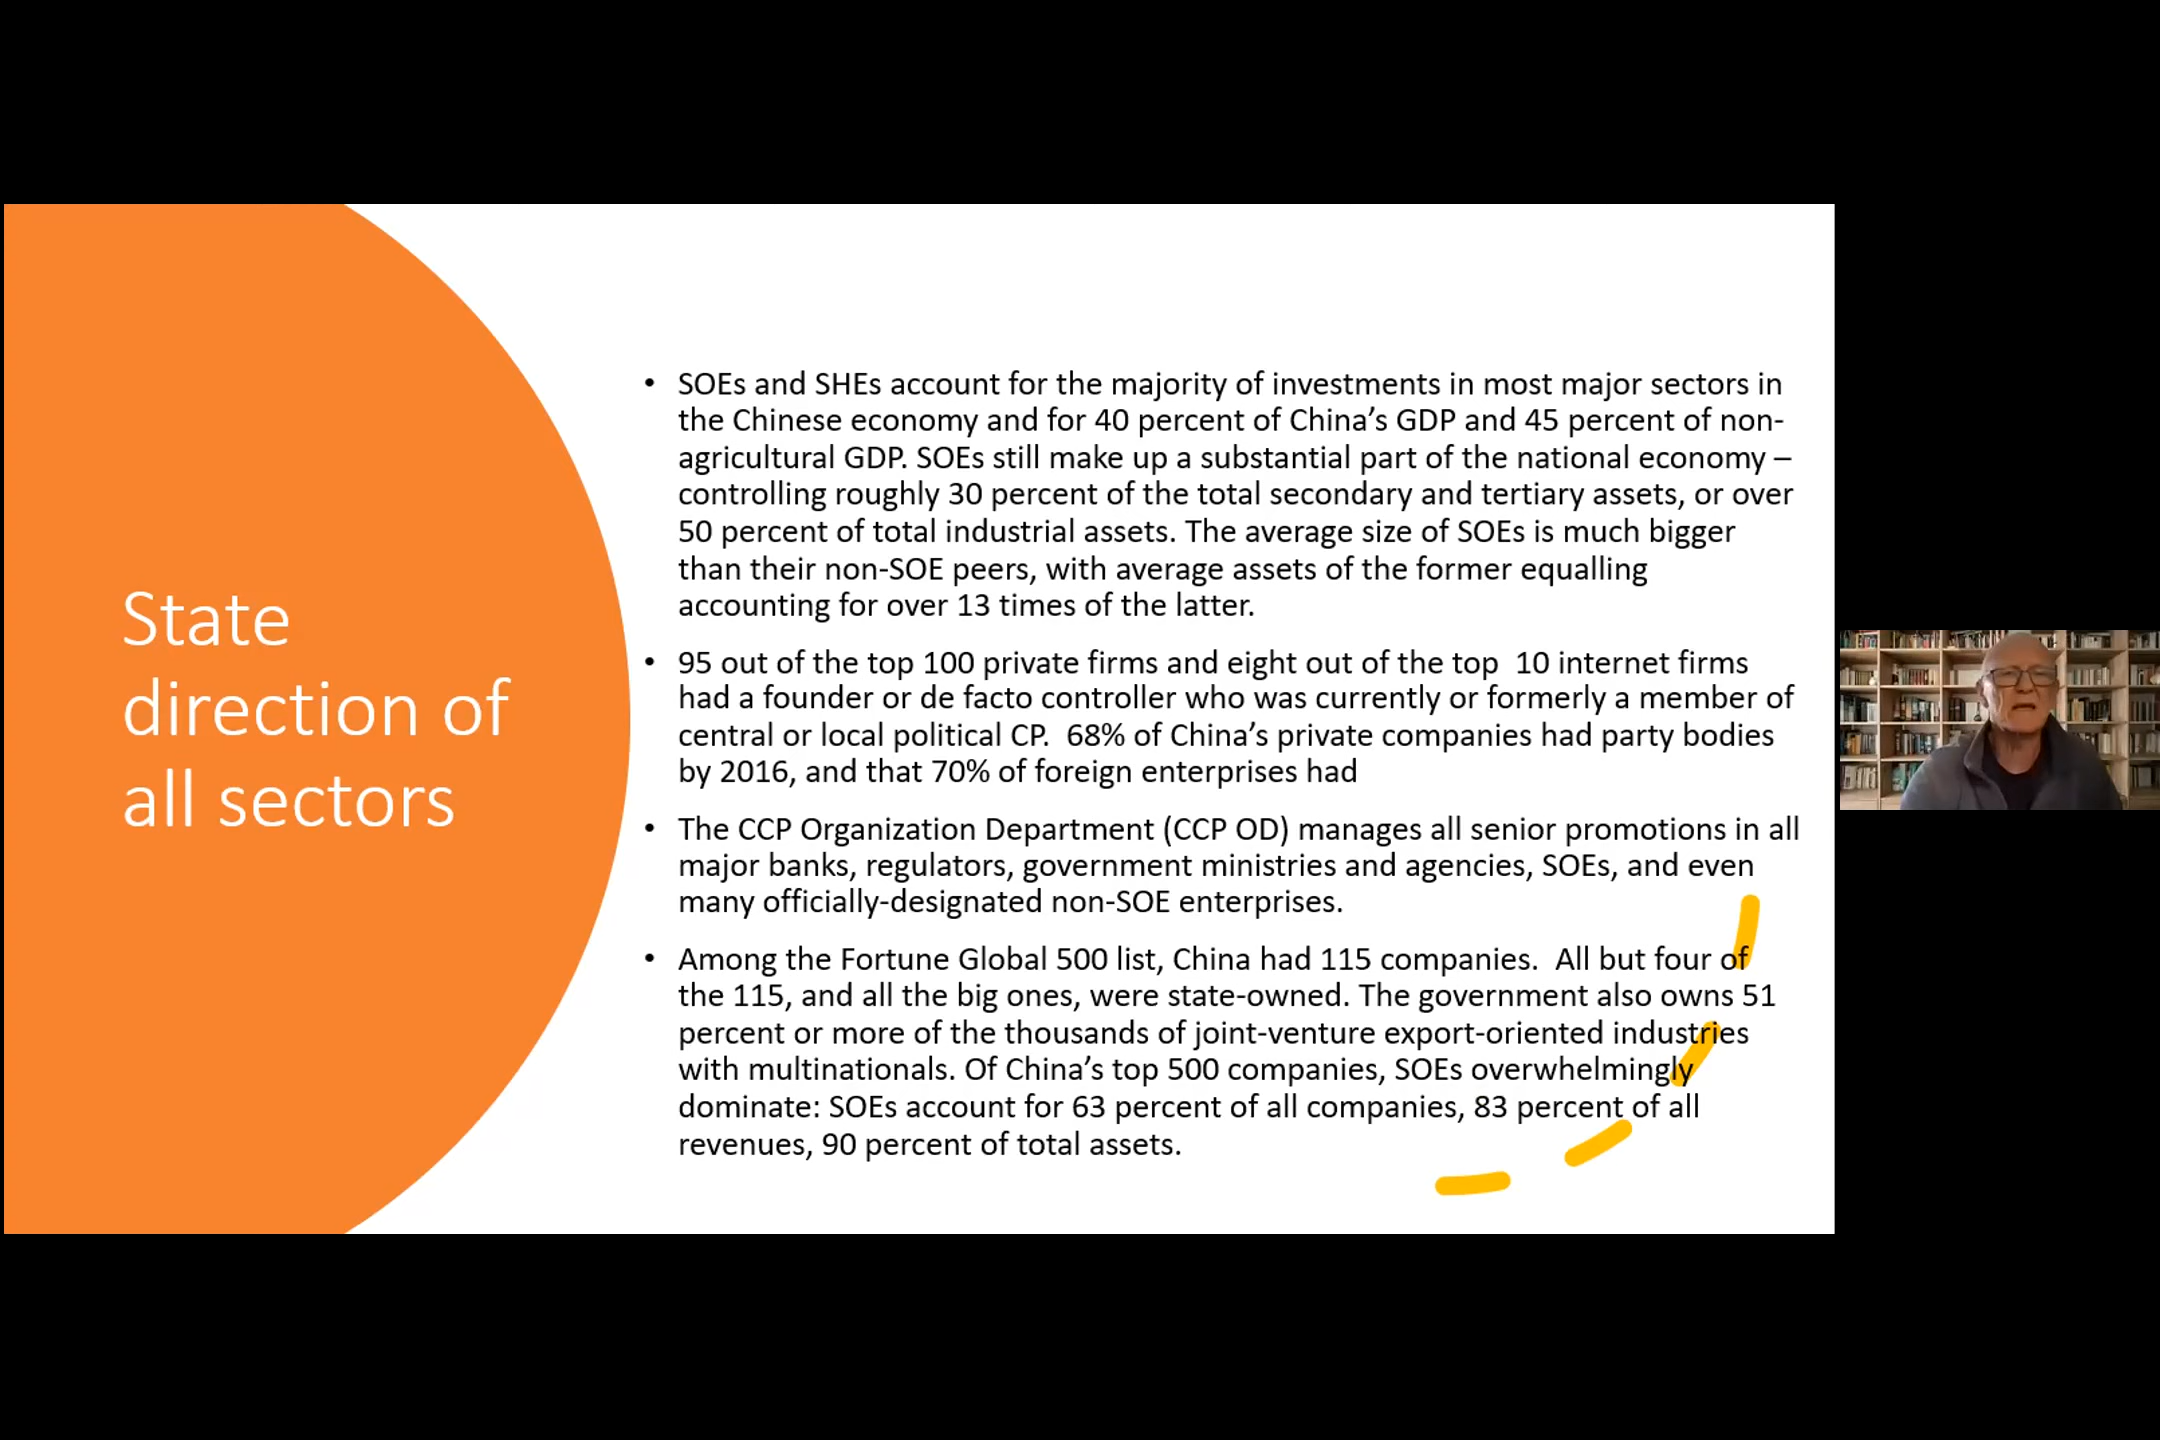 State
direction of
all sectors
• SOEs and SHEs account for the majority of investments in most major sectors in
the Chinese economy and for 40 percent of China’s GDP and 45 percent of non-
agricultural GDP. SOEs still make up a substantial part of the national economy –
controlling roughly 30 percent of the total secondary and tertiary assets, or over
50 percent of total industrial assets. The average size of SOEs is much bigger
than their non-SOE peers, with average assets of the former equalling
accounting for over 13 times of the latter.
• 95 out of the top 100 private firms and eight out of the top  10 internet firms
had a founder or de facto controller who was currently or formerly a member of
central or local political CP.  68% of China’s private companies had party bodies
by 2016, and that 70% of foreign enterprises had
• The CCP Organization Department (CCP OD) manages all senior promotions in all
major banks, regulators, government ministries and agencies, SOEs, and even
many officially-designated non-SOE enterprises.
• Among the Fortune Global 500 list, China had 115 companies.  All but four of
the 115, and all the big ones, were state-owned. The government also owns 51
percent or more of the thousands of joint-venture export-oriented industries
with multinationals. Of China’s top 500 companies, SOEs overwhelmingly
dominate: SOEs account for 63 percent of all companies, 83 percent of all
revenues, 90 percent of total assets.